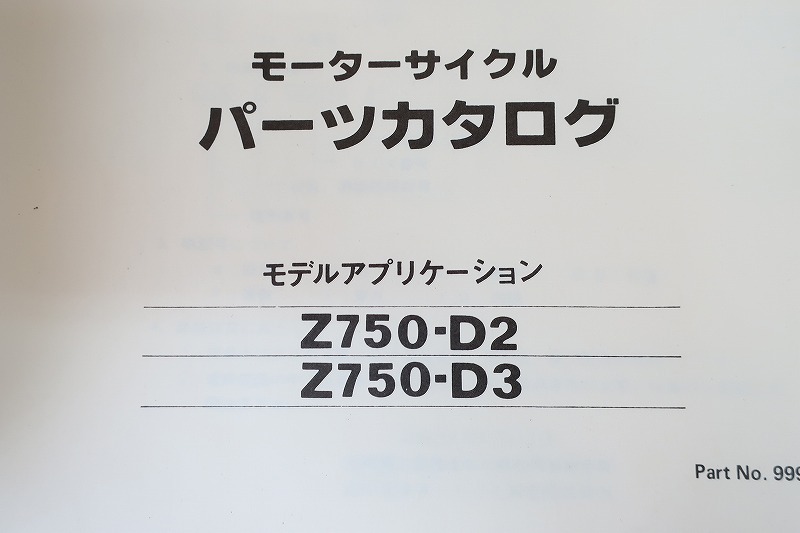 モーターサイクル
パーツカタログ
モデルアプリケーション
Z750-D2
Z750-D3
Part No. 999